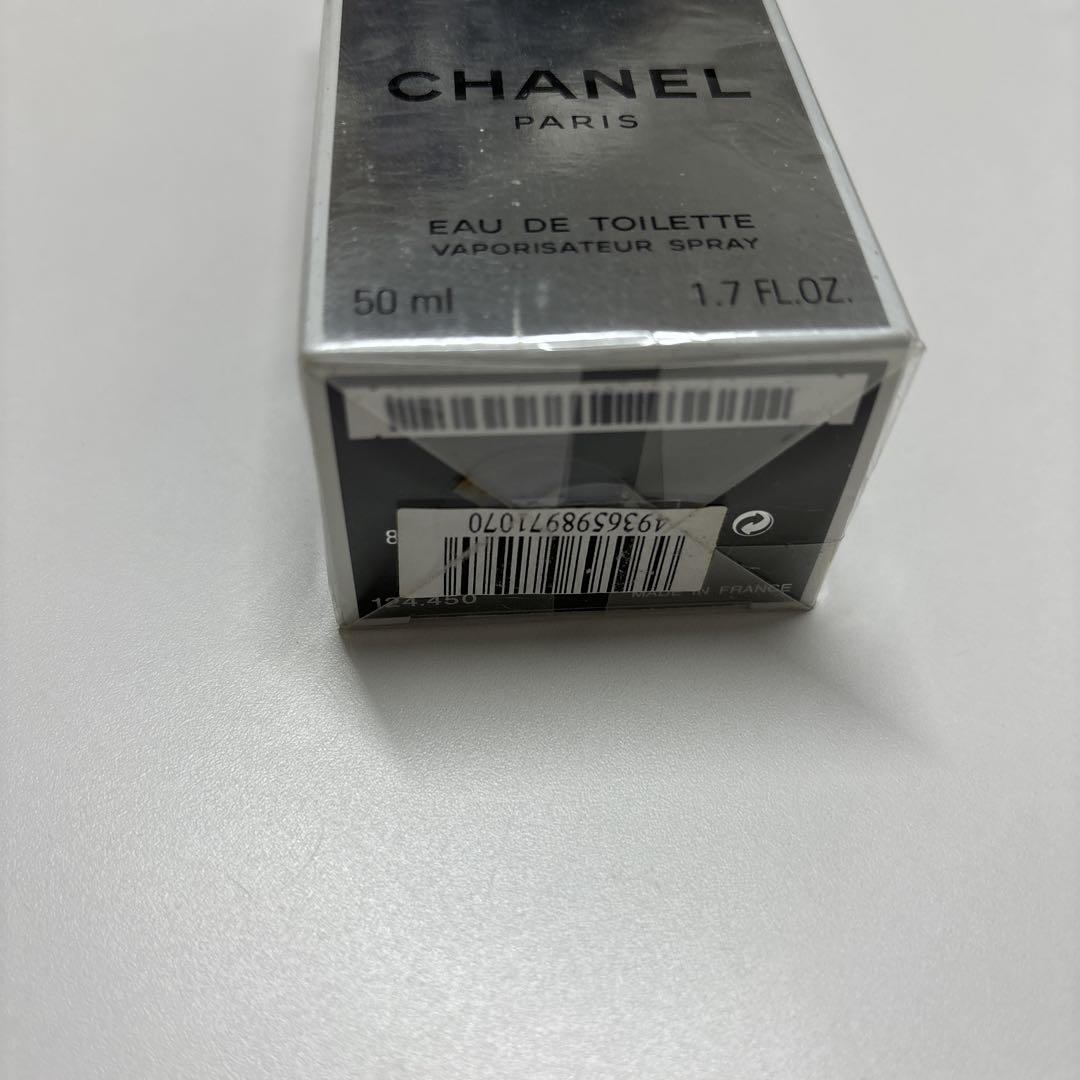 CHANEL
PARIS
EAU DE TOILETTE
VAPORISATEUR SPRAY
50 ml
1.7 FL.OZ.
4936598971070
8
124.450
MADE IN FRANCE